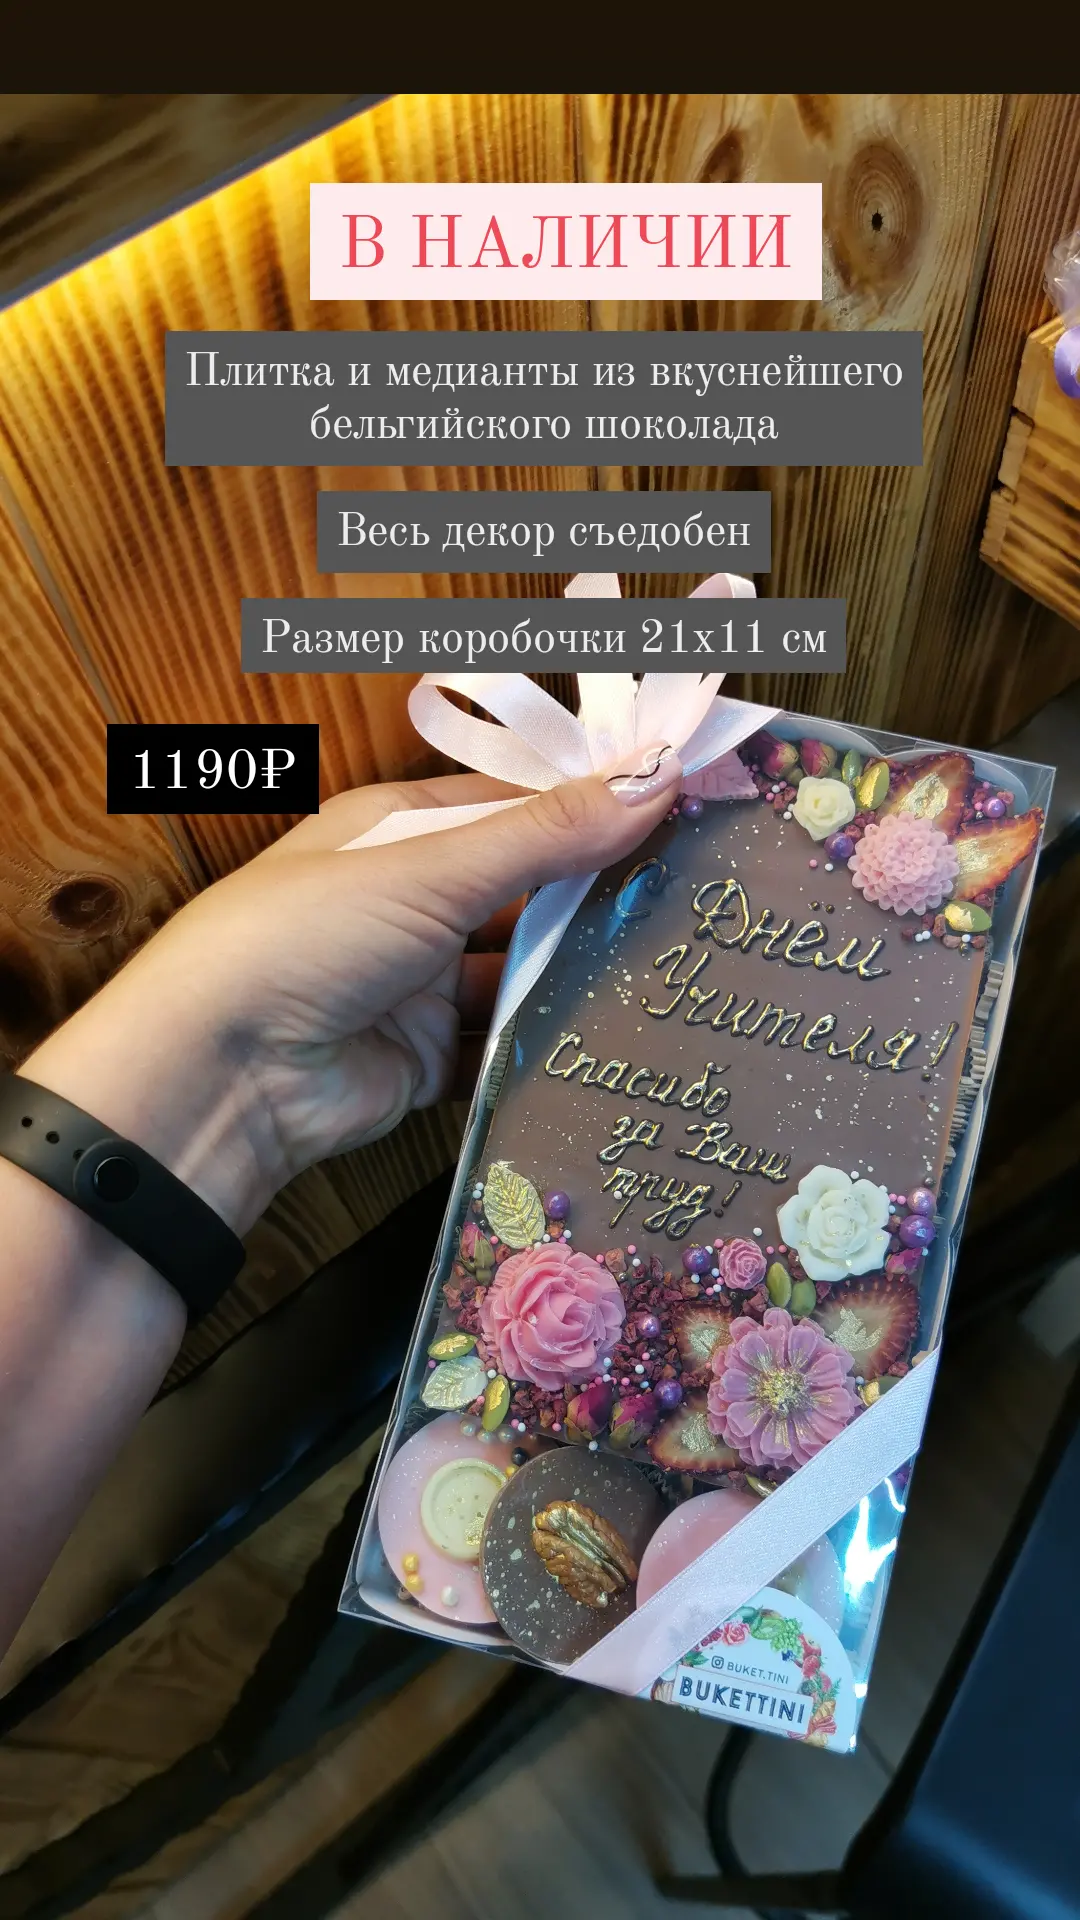 В НАЛИЧИИ
Плитка и медианты из вкуснейшего
бельгийского шоколада
Весь декор съедобен
Размер коробочки 21х11 см
1190₽
С Днём
Учителя!
Спасибо
за Ваш
труд!
BUKET.TINI
BUKETTINI